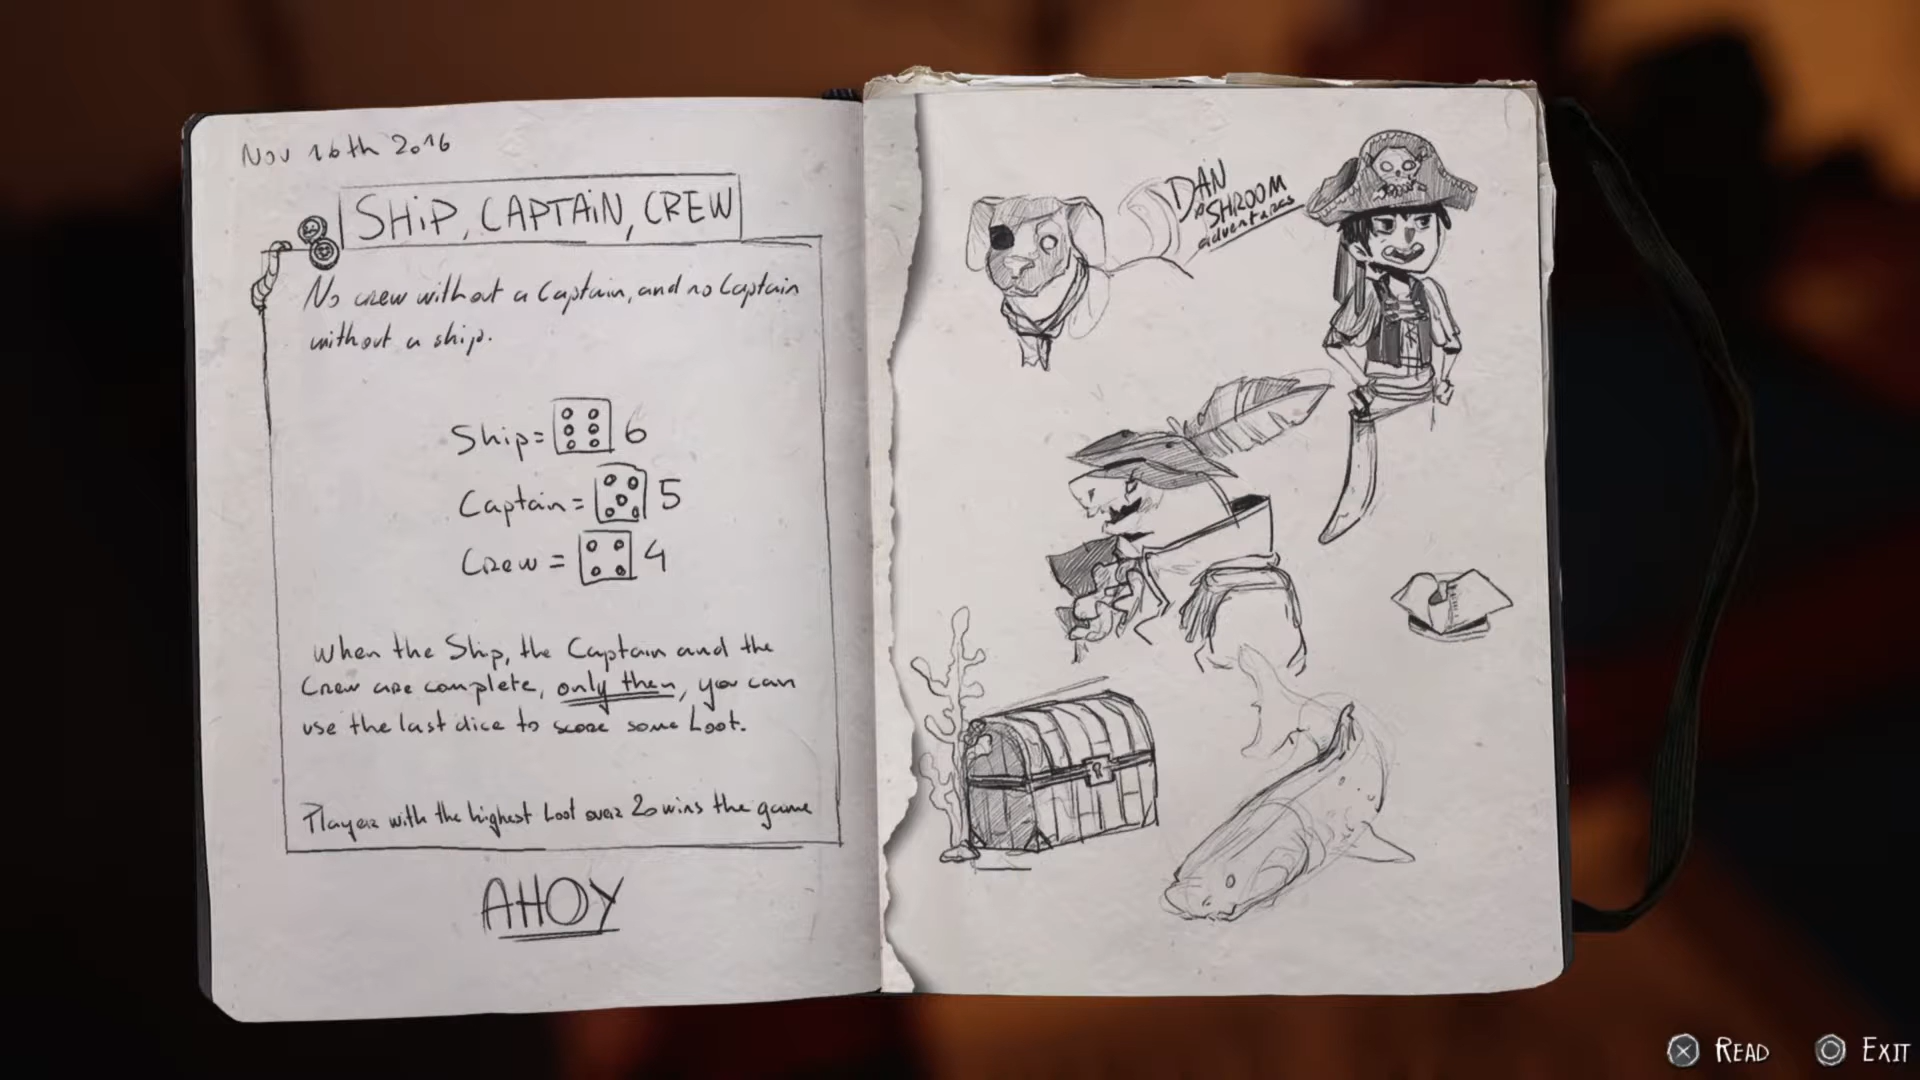 Nov 16th 2016
SHiP, CAPTAiN, CREW
No crew without a Captain, and no Captain
without a ship.
Ship= 6
Captain= 5
Crew = 4
When the Ship, the Captain and the
Crew are complete, only then, you can
use the last dice to score some Loot.
Player with the highest Loot over 20 wins the game
AHOY
DAN
SHROOM
adventures
READ
EXIT